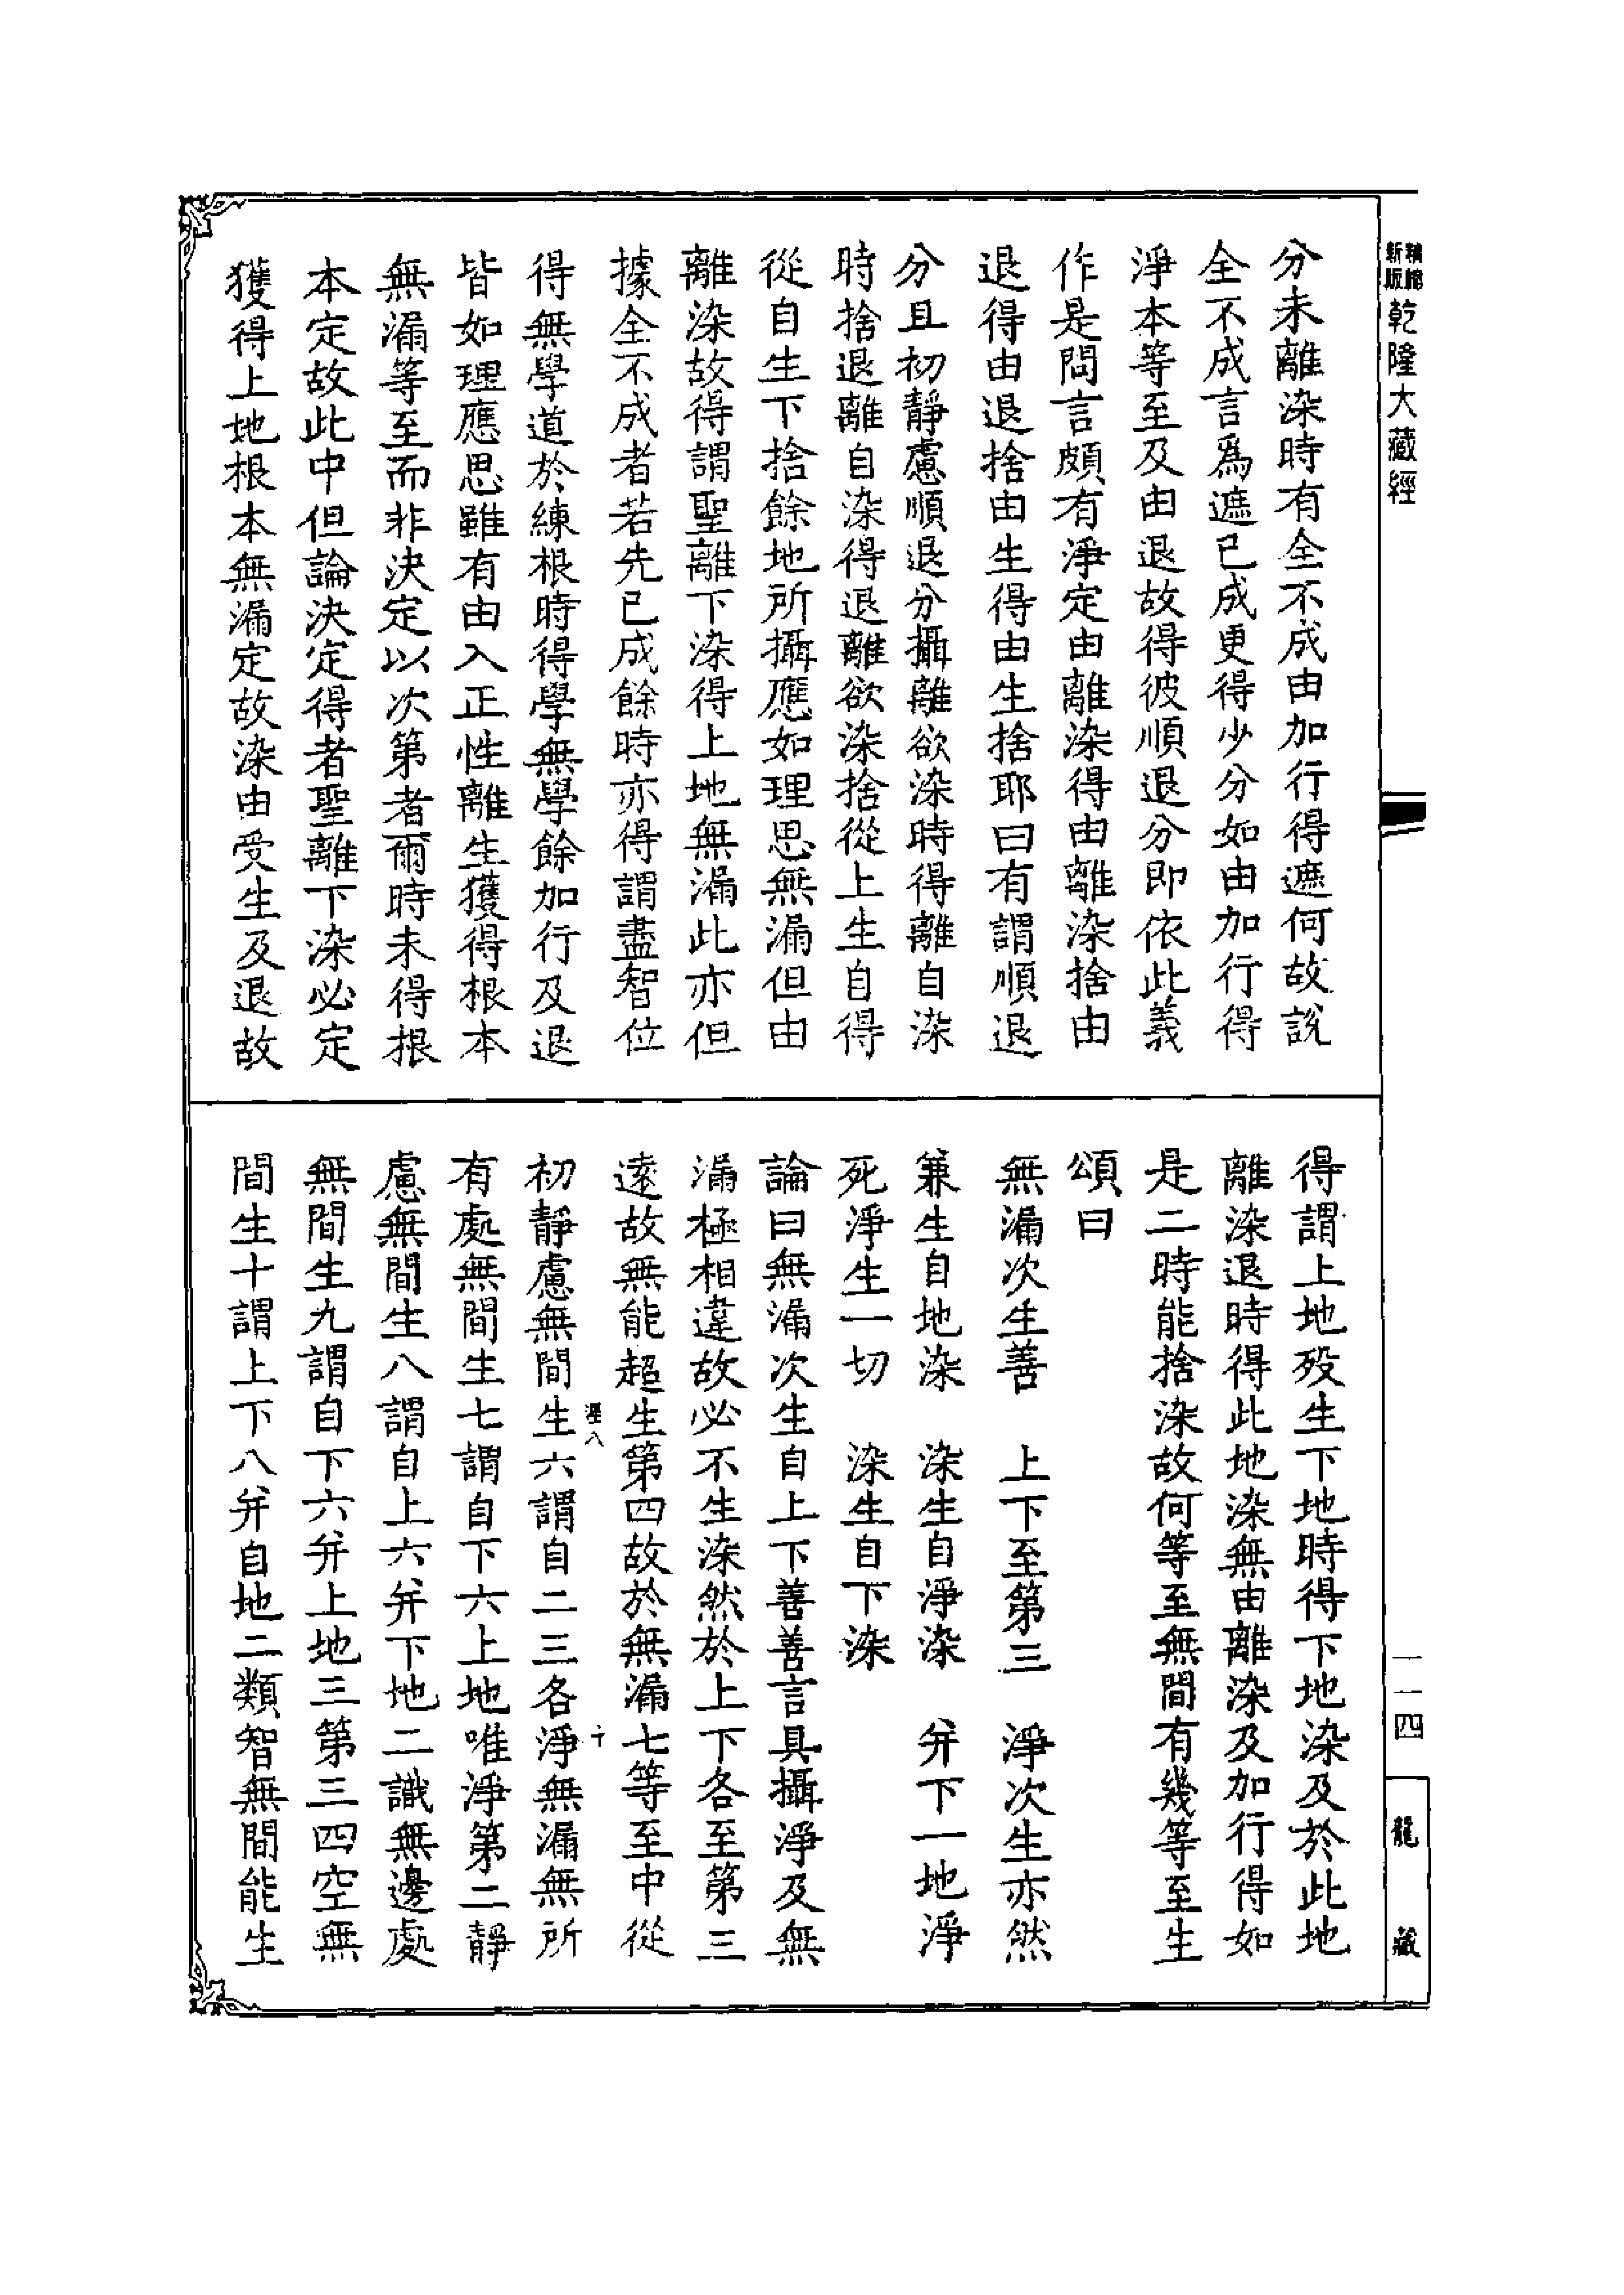 新版
乾隆大藏經
分未離染時有全不成由加行得遮何故說
全不成言爲遮已成更得少分如由加行得
淨本等至及由退故得彼順退分即依此義
作是問言頗有淨定由離染得由離染捨由
退得由退捨由生得由生捨耶曰有謂順退
分且初靜慮順退分攝離欲染時得離自染
時捨退離自染得退離欲染捨從上生自得
從自生下捨餘地所攝應如理思無漏但由
離染故得謂聖離下染得上地無漏此亦但
據全不成者若先已成餘時亦得謂盡智位
得無學道於練根時得學無學餘加行及退
皆如理應思雖有由入正性離生獲得根本
無漏等至而非決定以次第者爾時未得根
本定故此中但論決定得者聖離下染必定
獲得上地根本無漏定故染由受生及退故
得謂上地歿生下地時得下地染及於此地
離染退時得此地染無由離染及加行得如
是二時能捨染故何等至無間有幾等至生
頌曰
無漏次生善　上下至第三　淨次生亦然
兼生自地染　染生自淨染　并下一地淨
死淨生一切　染生自下染
論曰無漏次生自上下善善言具攝淨及無
漏極相違故必不生染然於上下各至第三
遠故無能超生第四故於無漏七等至中從
初靜慮無間生六謂自二三各淨無漏無所
有處無間生七謂自下六上地唯淨第二靜
慮無間生八謂自上六并下地二識無邊處
無間生九謂自下六并上地三第三四空無
間生十謂上下八并自地二類智無間能生
十
一一四
龍藏